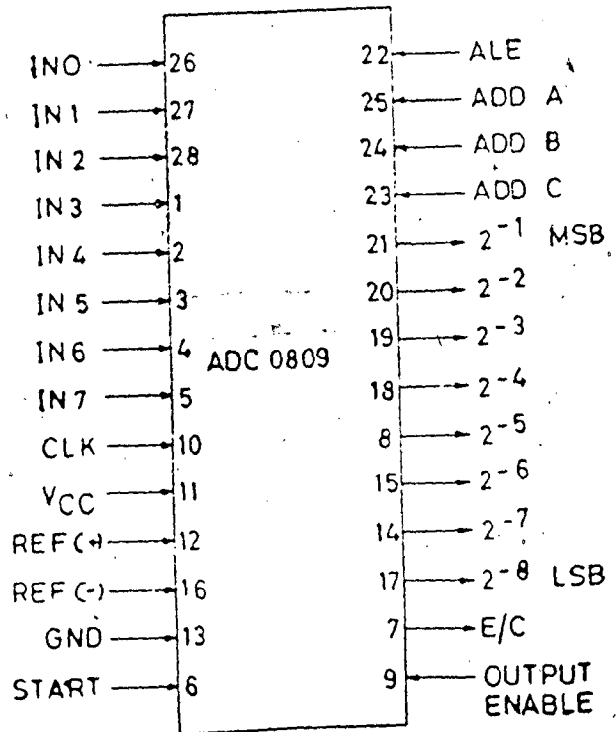 IN0 26
IN1 27
IN2 28
IN3 1
IN4 2
IN5 3
IN6 4
IN7 5
CLK 10
VCC 11
REF(+) 12
REF(-) 16
GND 13
START 6
ADC 0809
22 ALE
25 ADD A
24 ADD B
23 ADD C
21 2-1 MSB
20 2-2
19 2-3
18 2-4
8 2-5
15 2-6
14 2-7
17 2-8 LSB
7 E/C
9 OUTPUT
ENABLE